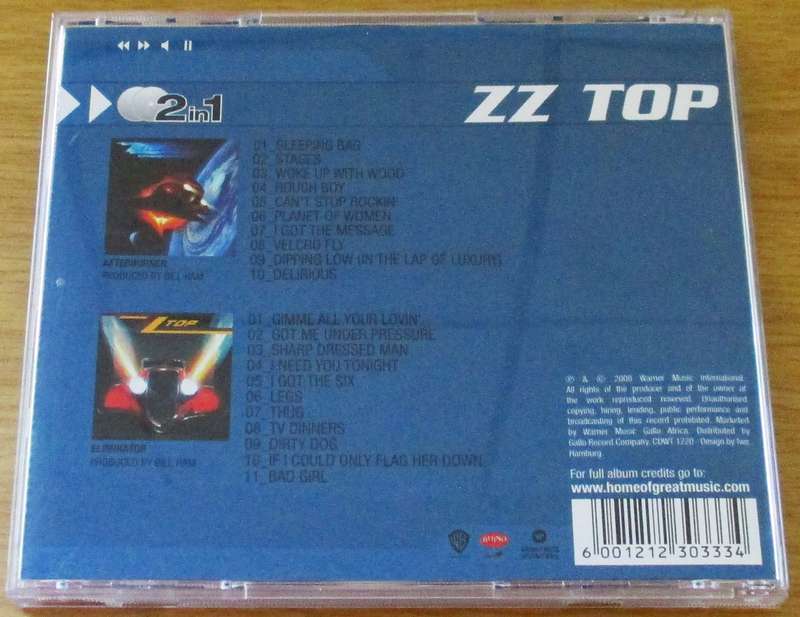 2in1
ZZ TOP
01_SLEEPING BAG
02_STAGES
03_WOKE UP WITH WOOD
04_ROUGH BOY
05_CAN'T STOP ROCKIN'
06_PLANET OF WOMEN
07_I GOT THE MESSAGE
08_VELCRO FLY
09_DIPPING LOW (IN THE LAP OF LUXURY)
10_DELIRIOUS
AFTERBURNER
PRODUCED BY BILL HAM
ZZ TOP
01_GIMME ALL YOUR LOVIN'
02_GOT ME UNDER PRESSURE
03_SHARP DRESSED MAN
04_I NEED YOU TONIGHT
05_I GOT THE SIX
06_LEGS
07_THUG
08_TV DINNERS
09_DIRTY DOG
10_IF I COULD ONLY FLAG HER DOWN
11_BAD GIRL
ELIMINATOR
PRODUCED BY BILL HAM
Ⓟ & © 2008 Warner Music International.
All rights of the producer and of the owner at
the work reproduced reserved. Unauthorised
copying, hiring, lending, public performance and
broadcasting of this record prohibited. Marketed
by Warner Music Gallo Africa. Distributed by
Gallo Record Company. CDWT 1220 · Design by
Hamburg.
For full album credits go to:
www.homeofgreatmusic.com
RHINO
6 001212 303334